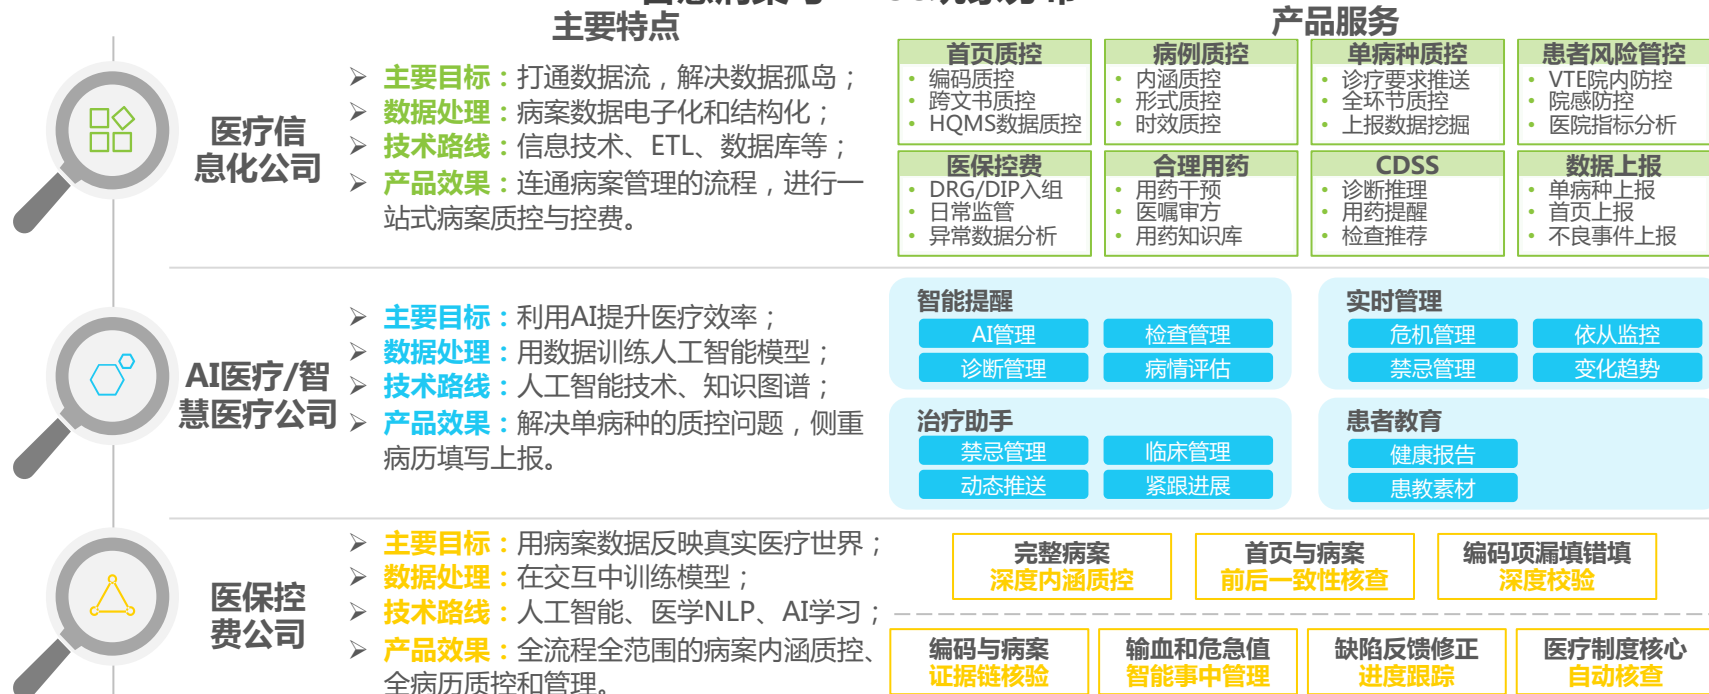 主要特点
产品服务
医疗信
息化公司
➢ 主要目标：打通数据流，解决数据孤岛；
➢ 数据处理：病案数据电子化和结构化；
➢ 技术路线：信息技术、ETL、数据库等；
➢ 产品效果：连通病案管理的流程，进行一
站式病案质控与控费。
首页质控
• 编码质控
• 跨文书质控
• HQMS数据质控
病例质控
• 内涵质控
• 形式质控
• 时效质控
单病种质控
• 诊疗要求推送
• 全环节质控
• 上报数据挖掘
患者风险管控
• VTE院内防控
• 院感防控
• 医院指标分析
医保控费
• DRG/DIP入组
• 日常监管
• 异常数据分析
合理用药
• 用药干预
• 医嘱审方
• 用药知识库
CDSS
• 诊断推理
• 用药提醒
• 检查推荐
数据上报
• 单病种上报
• 首页上报
• 不良事件上报
AI医疗/智
慧医疗公司
➢ 主要目标：利用AI提升医疗效率；
➢ 数据处理：用数据训练人工智能模型；
➢ 技术路线：人工智能技术、知识图谱；
➢ 产品效果：解决单病种的质控问题，侧重
病历填写上报。
智能提醒
AI管理 检查管理
诊断管理 病情评估
实时管理
危机管理 依从监控
禁忌管理 变化趋势
治疗助手
禁忌管理 临床管理
动态推送 紧跟进展
患者教育
健康报告
患教素材
医保控
费公司
➢ 主要目标：用病案数据反映真实医疗世界；
➢ 数据处理：在交互中训练模型；
➢ 技术路线：人工智能、医学NLP、AI学习；
➢ 产品效果：全流程全范围的病案内涵质控、
全病历质控和管理。
完整病案
深度内涵质控
首页与病案
前后一致性核查
编码项漏填错填
深度校验
编码与病案
证据链核验
输血和危急值
智能事中管理
缺陷反馈修正
进度跟踪
医疗制度核心
自动核查